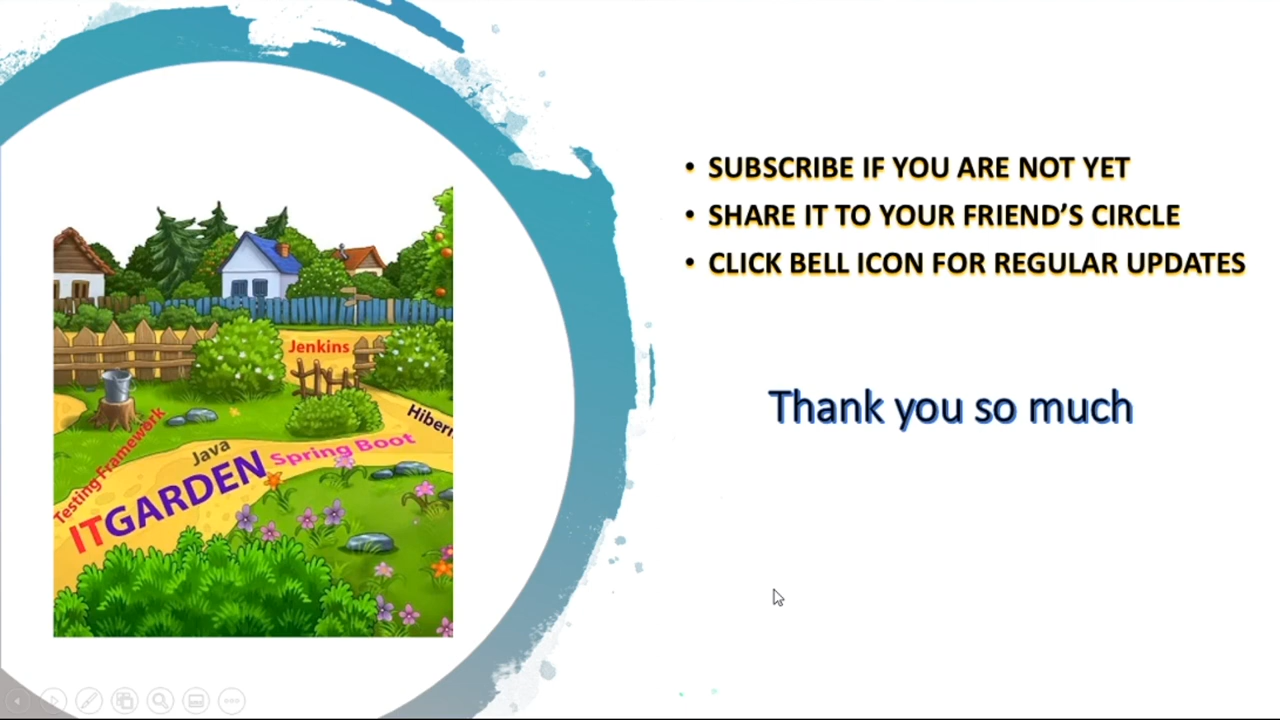 • SUBSCRIBE IF YOU ARE NOT YET
• SHARE IT TO YOUR FRIEND’S CIRCLE
• CLICK BELL ICON FOR REGULAR UPDATES
Thank you so much
Jenkins
Hibern
Testing Framework
Java
Spring Boot
ITGARDEN